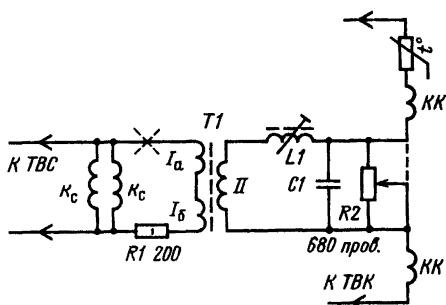 t°
КК
T1
К ТВС
Iа
L1
Кс
Кс
II
C1
R2
Iб
R1 200
680 пров.
КК
К ТВК